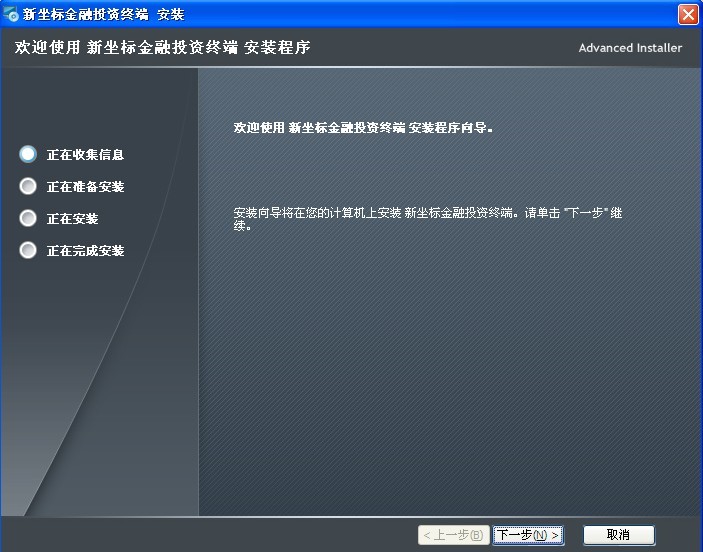 新坐标金融投资终端 安装
欢迎使用 新坐标金融投资终端 安装程序
Advanced Installer
正在收集信息
正在准备安装
正在安装
正在完成安装
欢迎使用 新坐标金融投资终端 安装程序向导。
安装向导将在您的计算机上安装 新坐标金融投资终端。请单击 "下一步" 继
续。
< 上一步(B)
下一步(N) >
取消